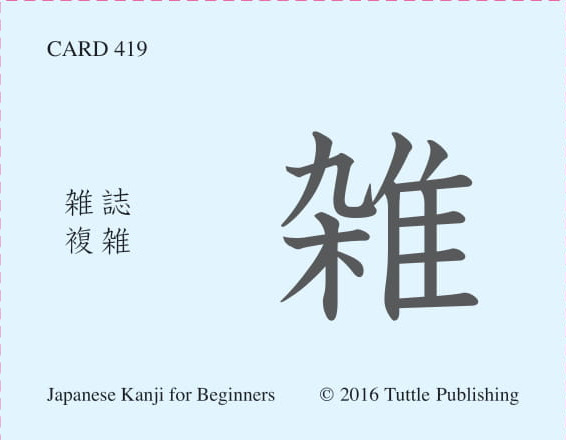 CARD 419
雑
雑誌
複雑
Japanese Kanji for Beginners © 2016 Tuttle Publishing